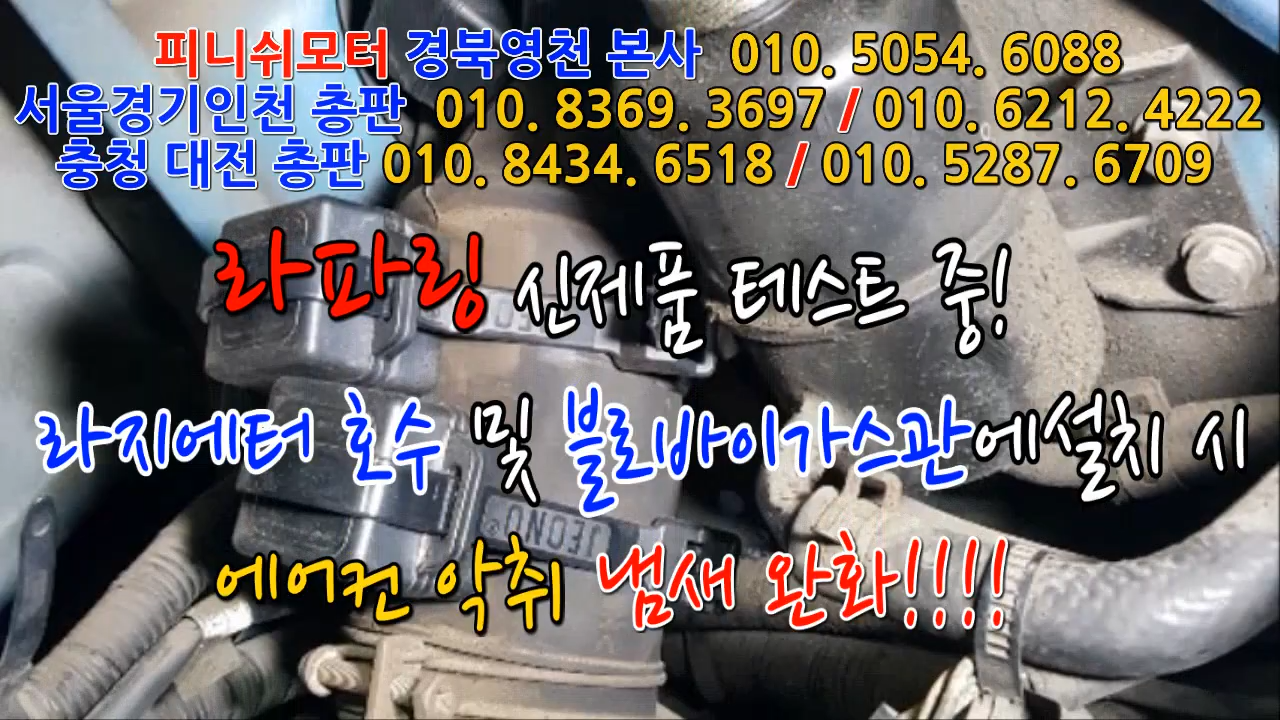 피니쉬모터 경북영천 본사 010. 5054. 6088
서울경기인천 총판 010. 8369. 3697 / 010. 6212. 4222
충청 대전 총판 010. 8434. 6518 / 010. 5287. 6709
라파링 신제품 테스트 중!
라지에터 호수 및 블로바이가스관에설치 시
JEONO®
에어컨 악취 냄새 완화!!!!